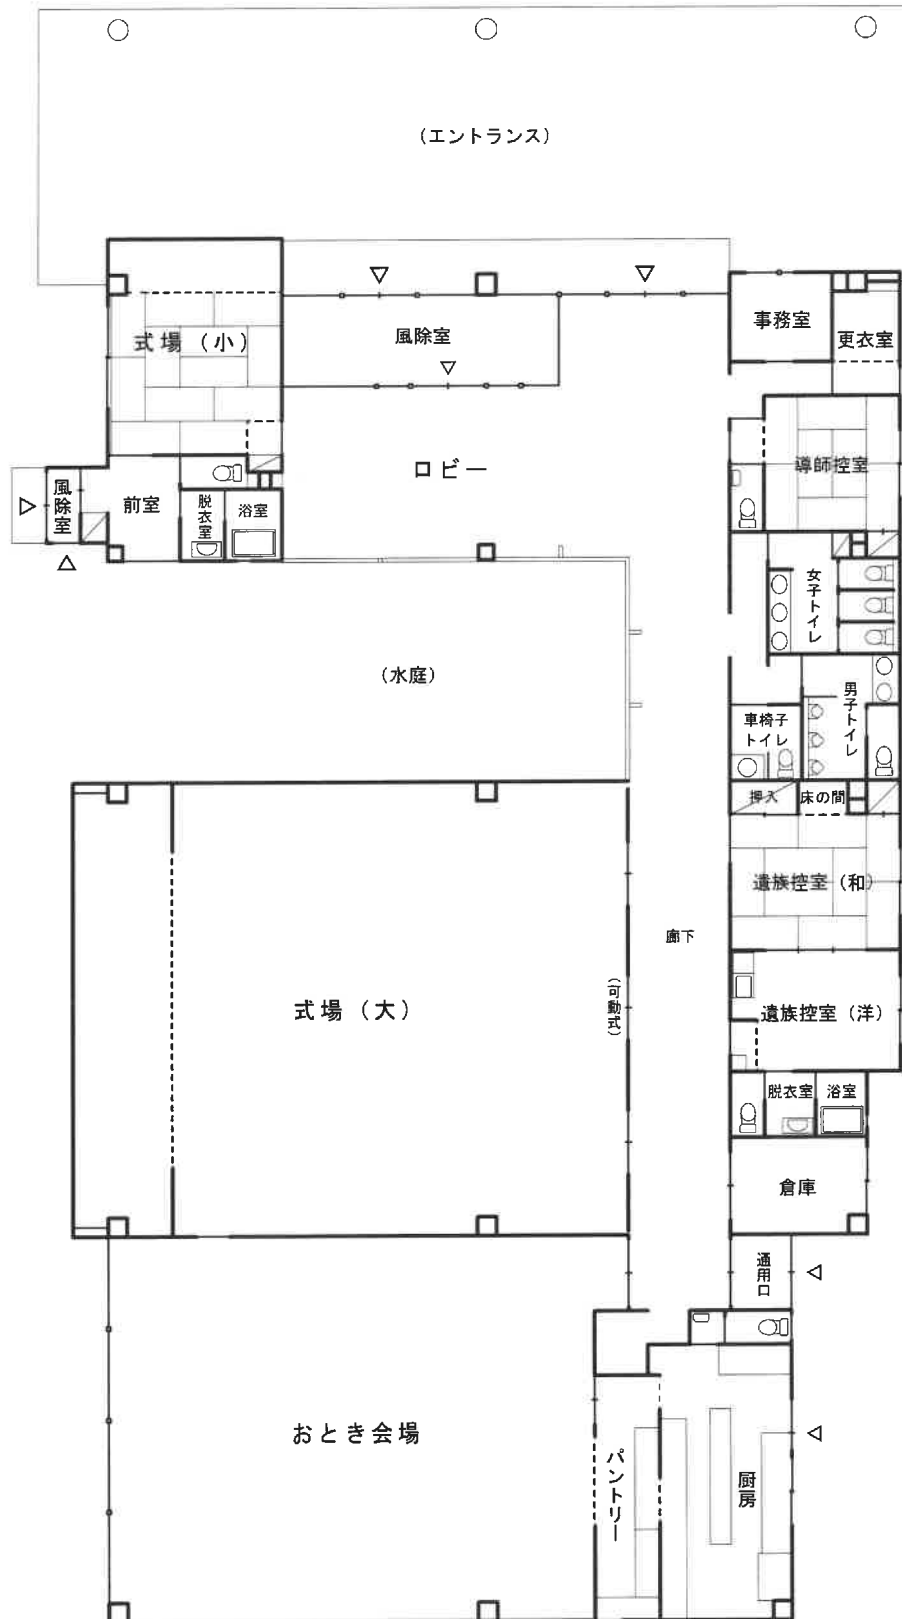 （エントランス）
事務室
更衣室
式場（小）
風除室
ロビー
導師控室
風除室
前室
脱衣室
浴室
女子トイレ
（水庭）
男子トイレ
車椅子
トイレ
押入
床の間
遺族控室（和）
廊下
式場（大）
（可動式）
遺族控室（洋）
脱衣室
浴室
倉庫
通用口
おとき会場
パントリー
厨房